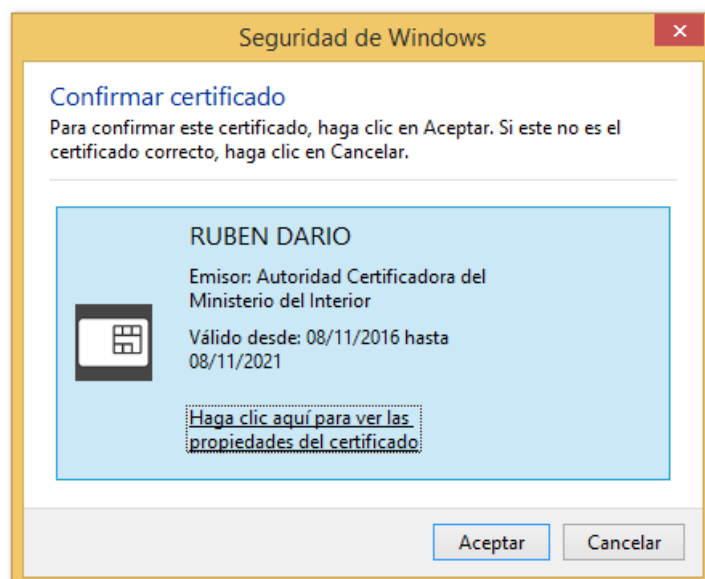 Seguridad de Windows
Confirmar certificado
Para confirmar este certificado, haga clic en Aceptar. Si este no es el
certificado correcto, haga clic en Cancelar.
RUBEN DARIO
Emisor: Autoridad Certificadora del
Ministerio del Interior
Válido desde: 08/11/2016 hasta
08/11/2021
Haga clic aquí para ver las
propiedades del certificado
Aceptar
Cancelar